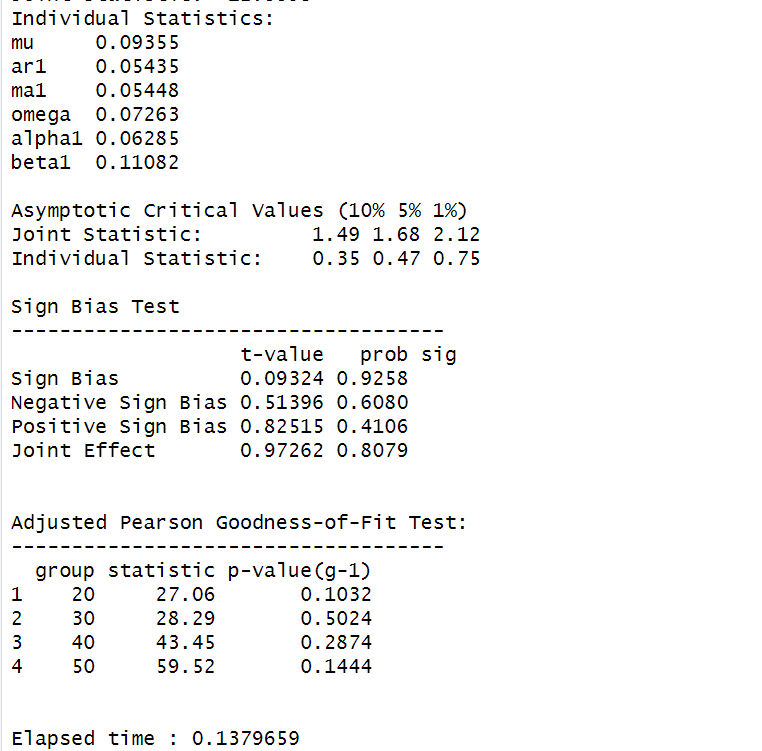 Individual Statistics:
mu     0.09355
ar1    0.05435
ma1    0.05448
omega  0.07263
alpha1 0.06285
beta1  0.11082
Asymptotic Critical Values (10% 5% 1%)
Joint Statistic:         1.49 1.68 2.12
Individual Statistic:    0.35 0.47 0.75
Sign Bias Test
------------------------------------
                   t-value   prob sig
Sign Bias          0.09324 0.9258
Negative Sign Bias 0.51396 0.6080
Positive Sign Bias 0.82515 0.4106
Joint Effect       0.97262 0.8079
Adjusted Pearson Goodness-of-Fit Test:
------------------------------------
  group statistic p-value(g-1)
1    20     27.06       0.1032
2    30     28.29       0.5024
3    40     43.45       0.2874
4    50     59.52       0.1444
Elapsed time : 0.1379659